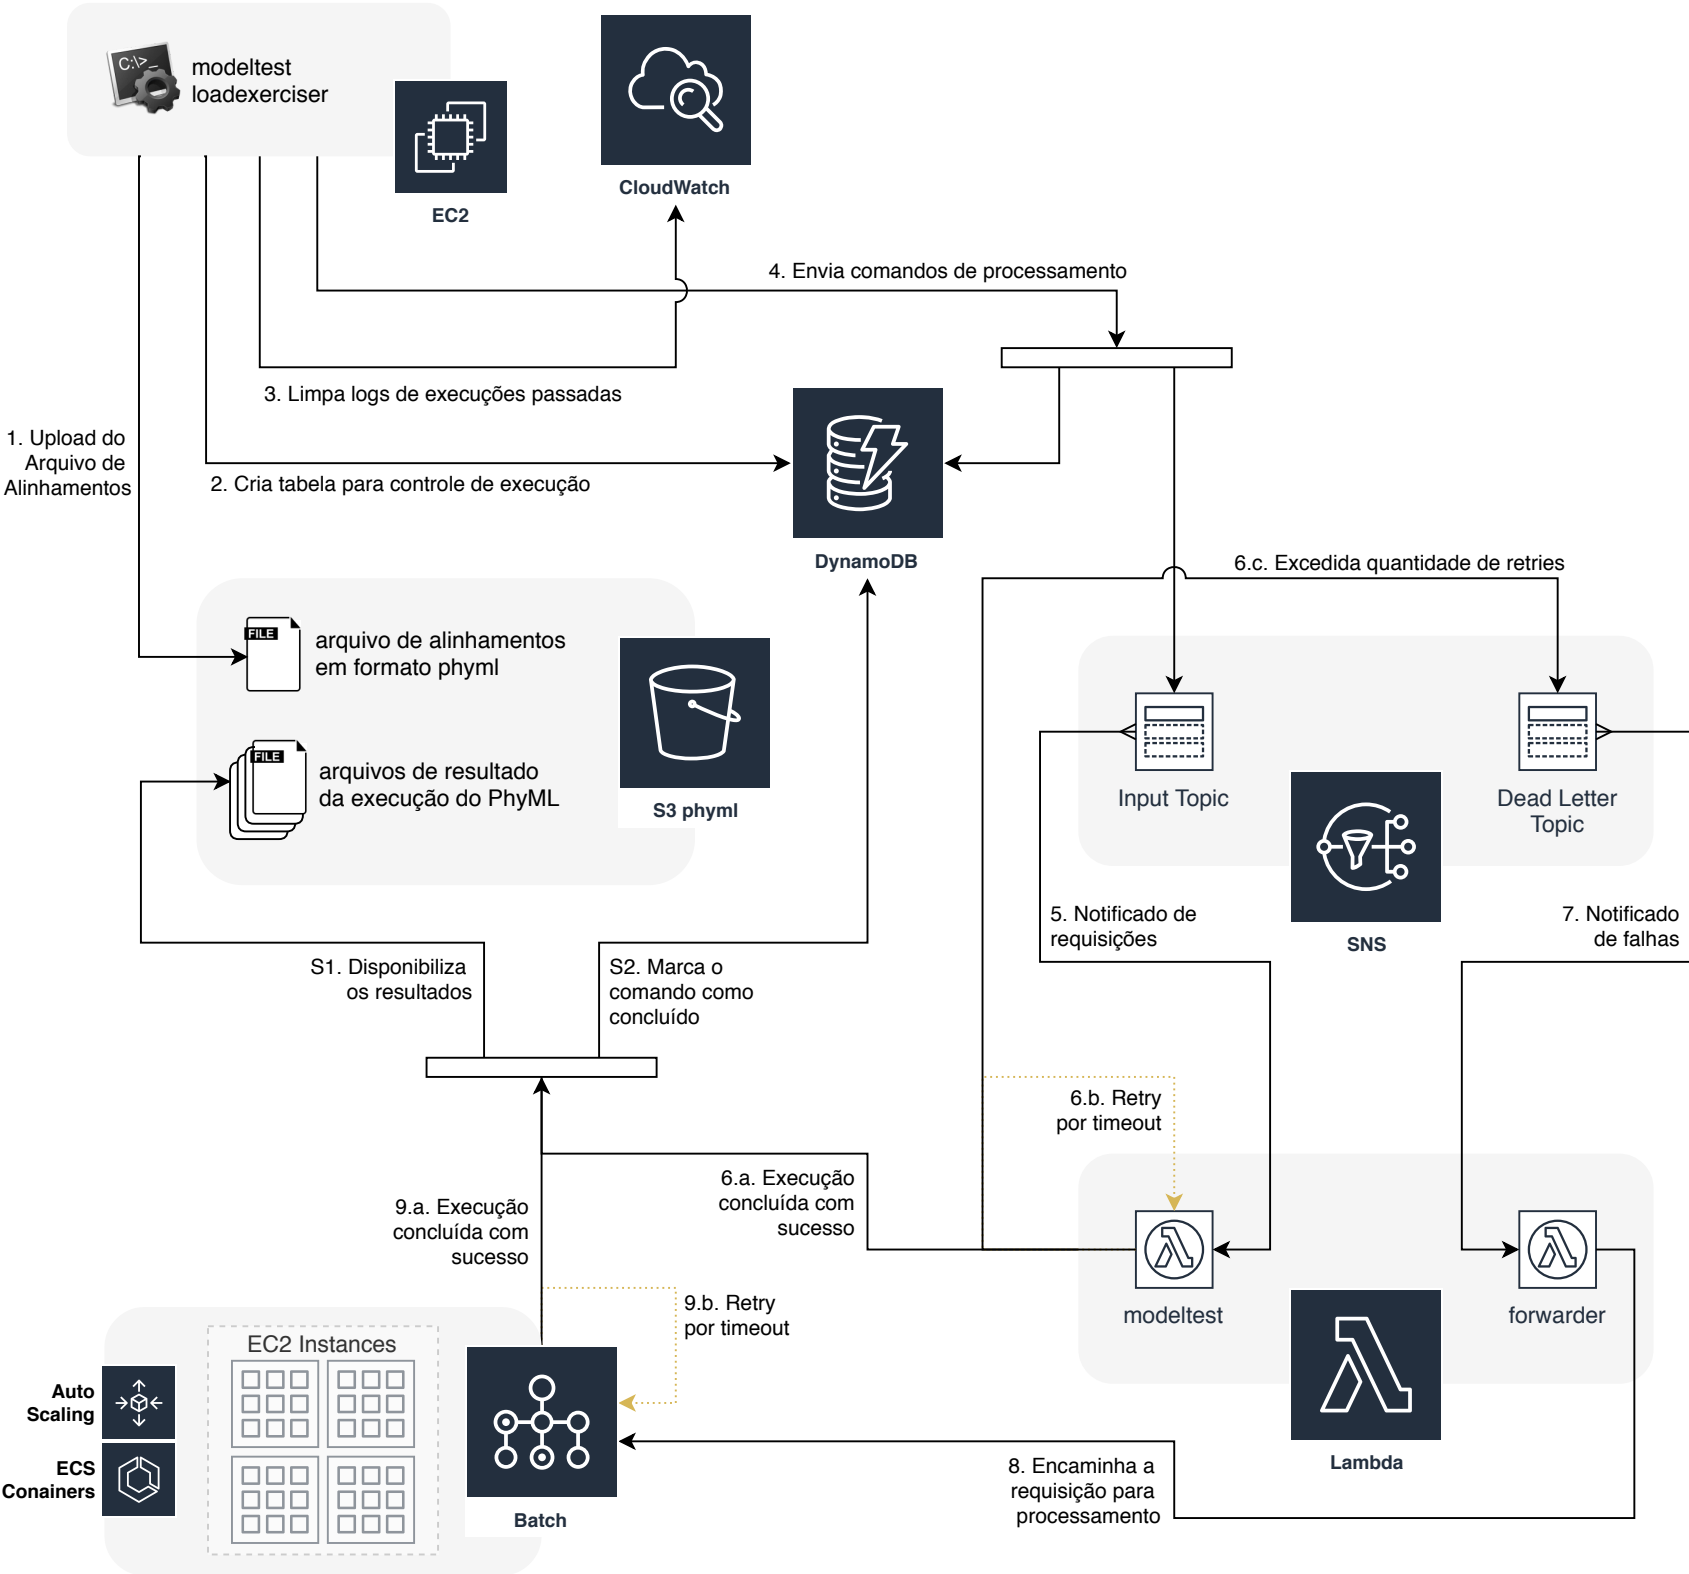 C:\>_
modeltest
loadexerciser
EC2
CloudWatch
4. Envia comandos de processamento
3. Limpa logs de execuções passadas
1. Upload do
Arquivo de
Alinhamentos
2. Cria tabela para controle de execução
DynamoDB
6.c. Excedida quantidade de retries
FILE
arquivo de alinhamentos
em formato phyml
FILE
arquivos de resultado
da execução do PhyML
S3 phyml
Input Topic
Dead Letter
Topic
5. Notificado de
requisições
SNS
7. Notificado
de falhas
S1. Disponibiliza
os resultados
S2. Marca o
comando como
concluído
6.b. Retry
por timeout
6.a. Execução
concluída com
sucesso
9.a. Execução
concluída com
sucesso
9.b. Retry
por timeout
modeltest
forwarder
Lambda
EC2 Instances
Auto
Scaling
ECS
Conainers
Batch
8. Encaminha a
requisição para
processamento